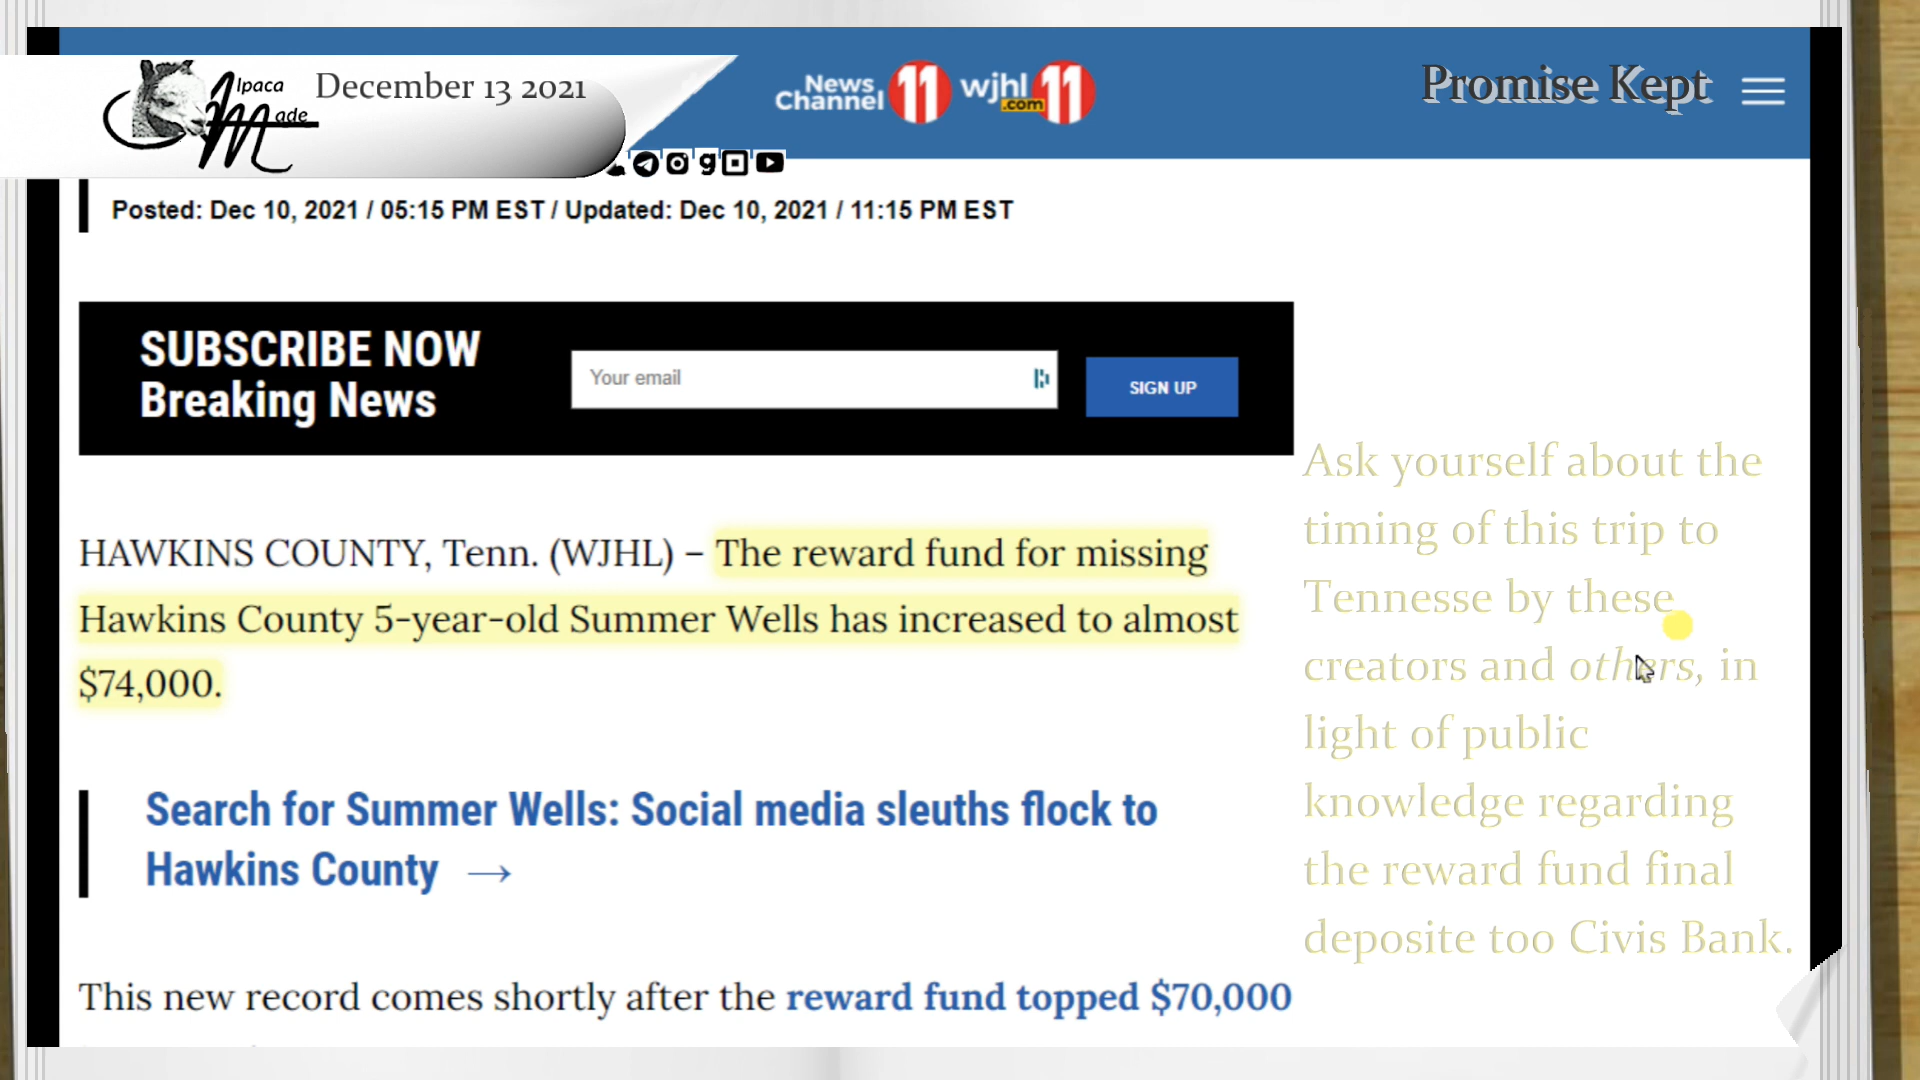 Alpaca
Made
December 13 2021
News
Channel 11
wjhl 11
.com
Promise Kept
Posted: Dec 10, 2021 / 05:15 PM EST / Updated: Dec 10, 2021 / 11:15 PM EST
SUBSCRIBE NOW
Breaking News
Your email
SIGN UP
HAWKINS COUNTY, Tenn. (WJHL) – The reward fund for missing
Hawkins County 5-year-old Summer Wells has increased to almost
$74,000.
Search for Summer Wells: Social media sleuths flock to
Hawkins County →
This new record comes shortly after the reward fund topped $70,000
Ask yourself about the
timing of this trip to
Tennesse by these
creators and others, in
light of public
knowledge regarding
the reward fund final
deposite too Civis Bank.